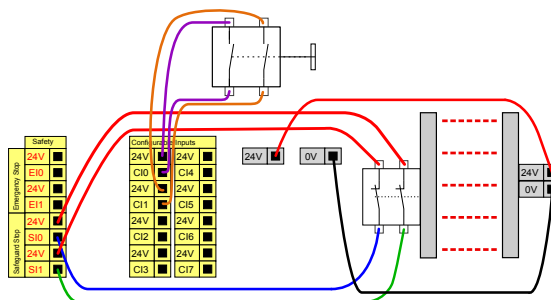 Safety
Emergency Stop
24V
EI0
24V
EI1
Safeguard Stop
24V
SI0
24V
SI1
Configurable Inputs
24V 24V
CI0 CI4
24V 24V
CI1 CI5
24V 24V
CI2 CI6
24V 24V
CI3 CI7
24V 0V
24V
0V